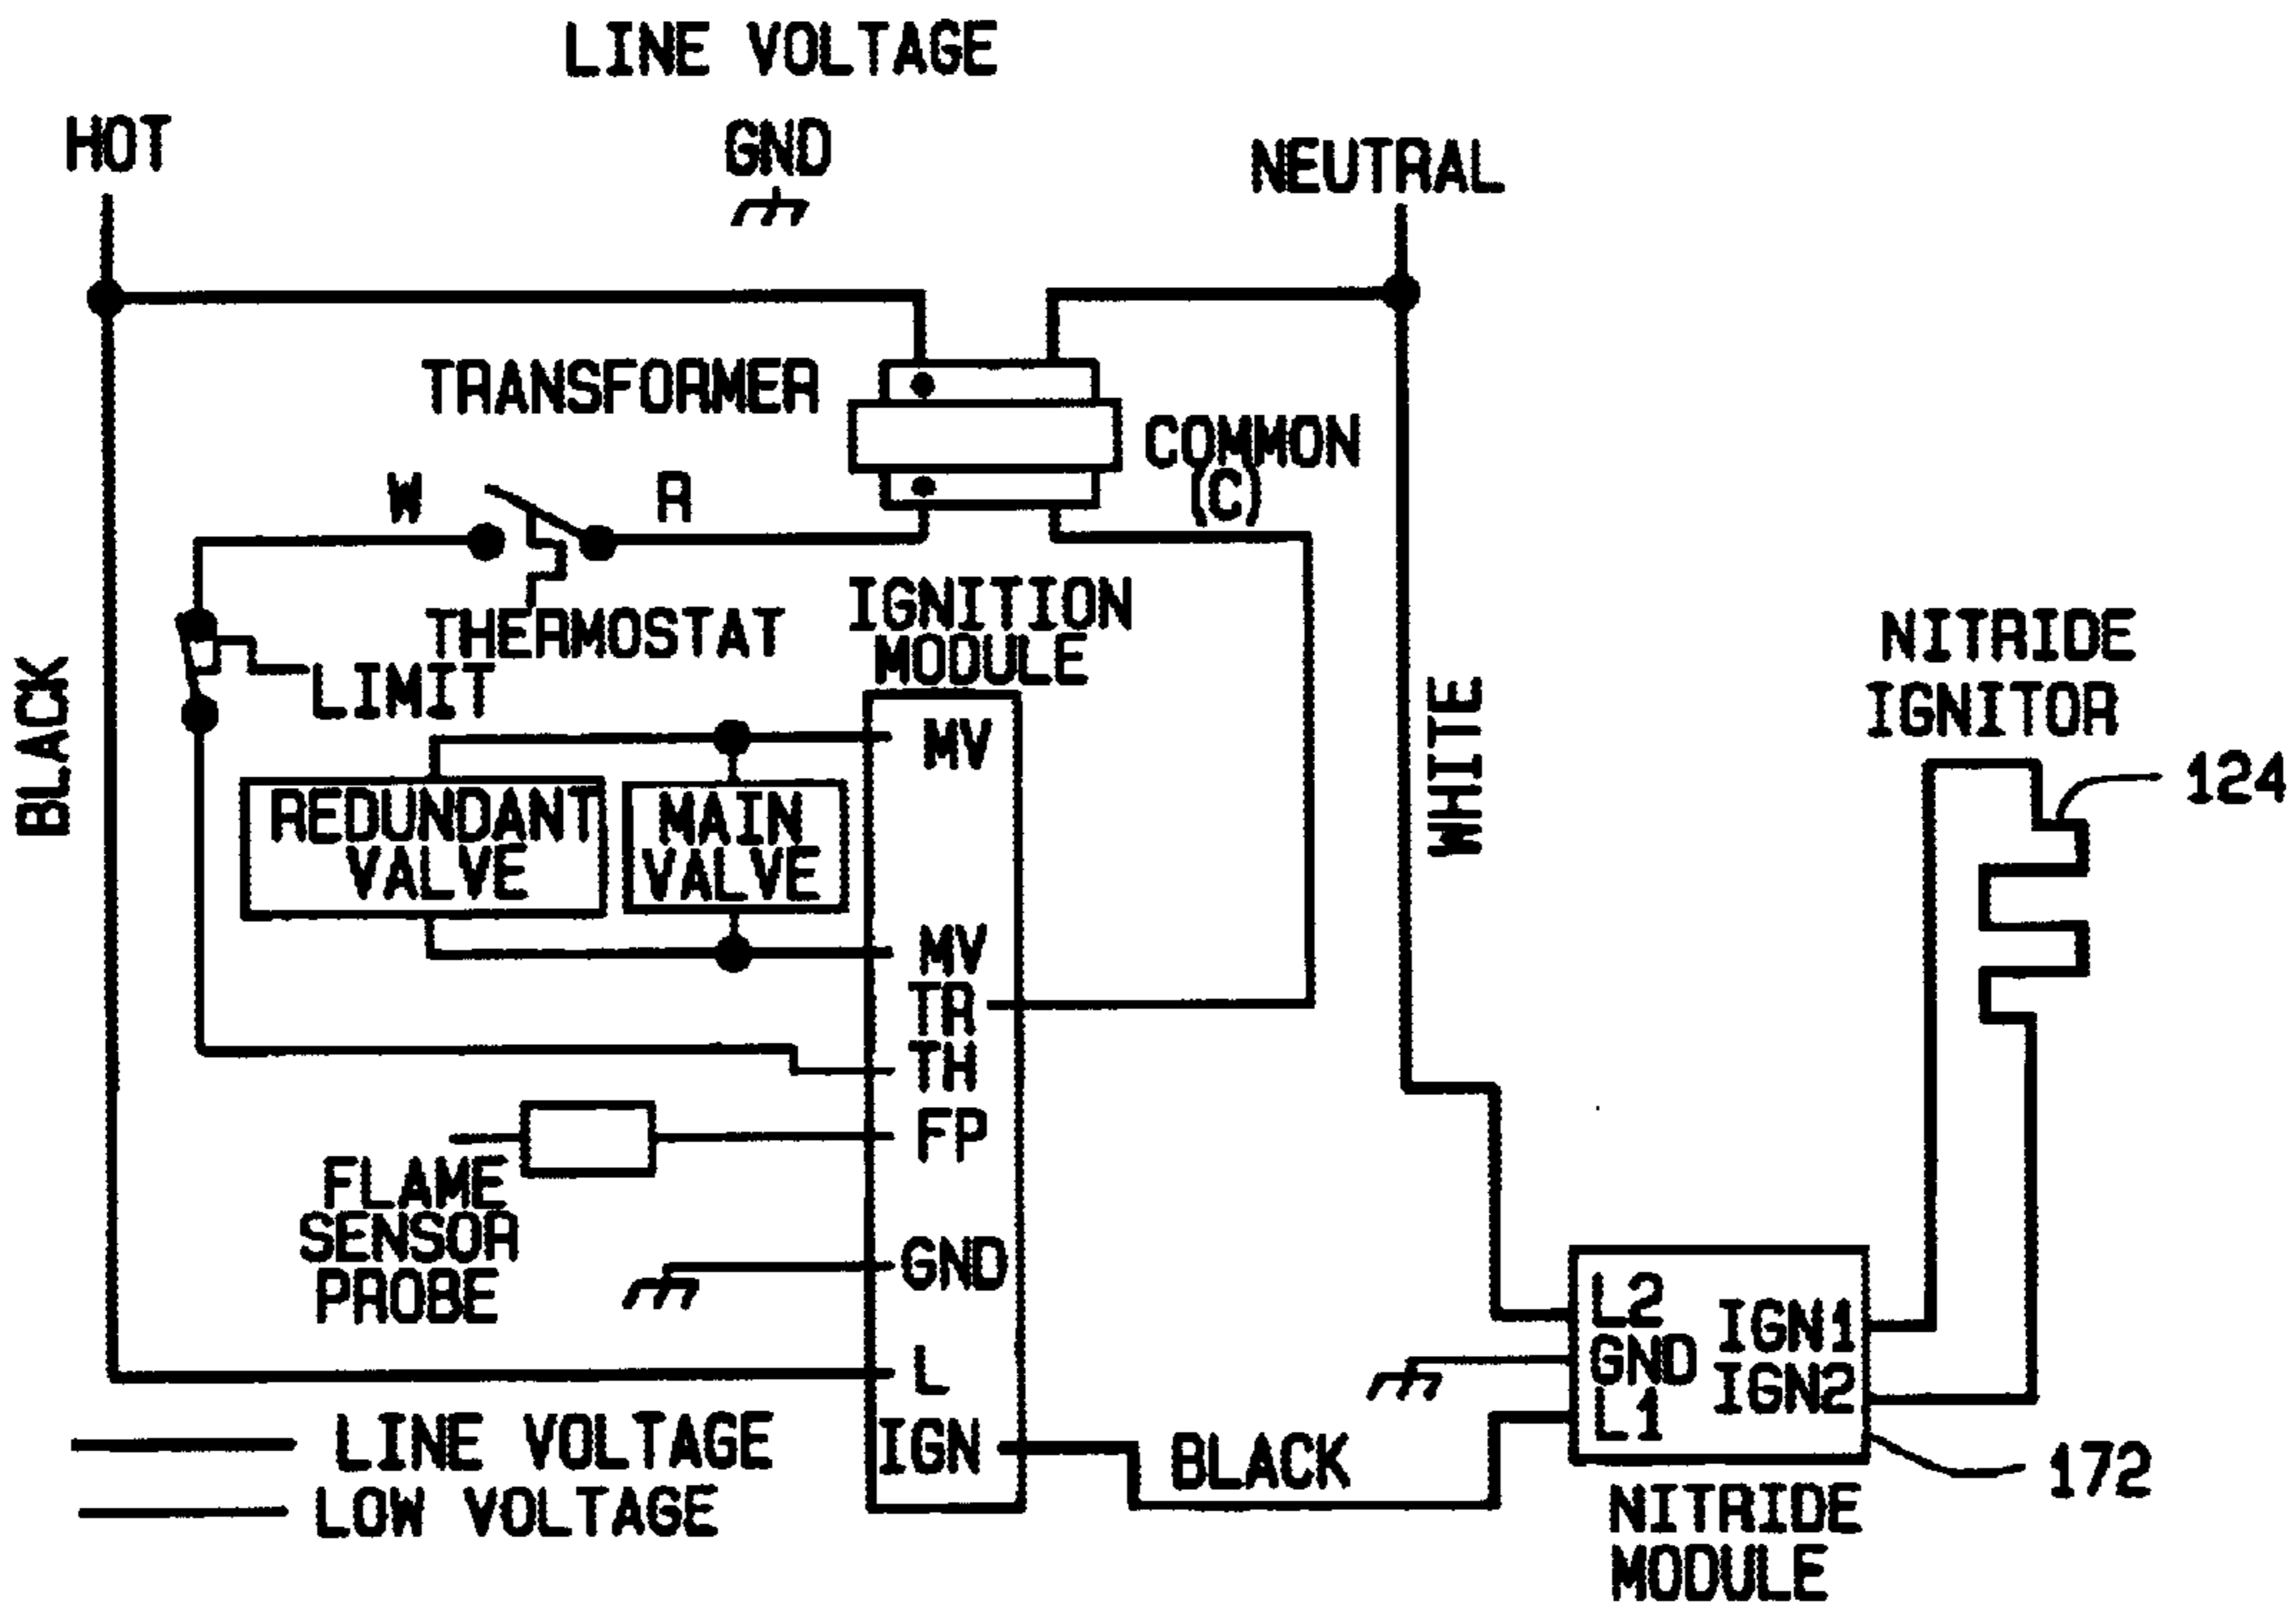 LINE VOLTAGE
HOT
GND
NEUTRAL
TRANSFORMER
COMMON
(C)
W
R
THERMOSTAT
IGNITION
MODULE
LIMIT
BLACK
WHITE
NITRIDE
IGNITOR
124
MV
REDUNDANT
VALVE
MAIN
VALVE
MV
TR
TH
FP
FLAME
SENSOR
PROBE
GND
L
IGN
BLACK
L2
GND
L1
IGN1
IGN2
172
NITRIDE
MODULE
LINE VOLTAGE
LOW VOLTAGE